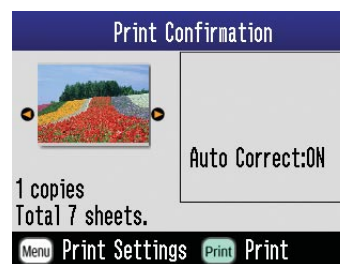 Print Confirmation
Auto Correct:ON
1 copies
Total 7 sheets.
Menu Print Settings Print Print